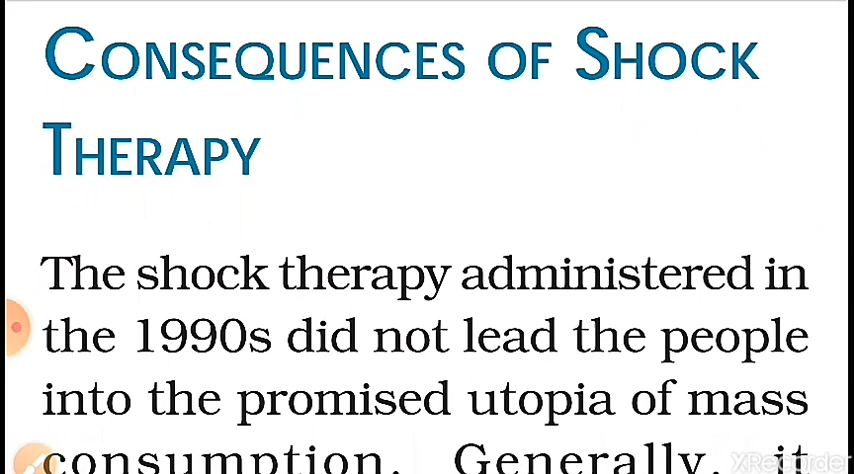 CONSEQUENCES OF SHOCK
THERAPY
The shock therapy administered in
the 1990s did not lead the people
into the promised utopia of mass
consumption. Generally, it
XRecorder